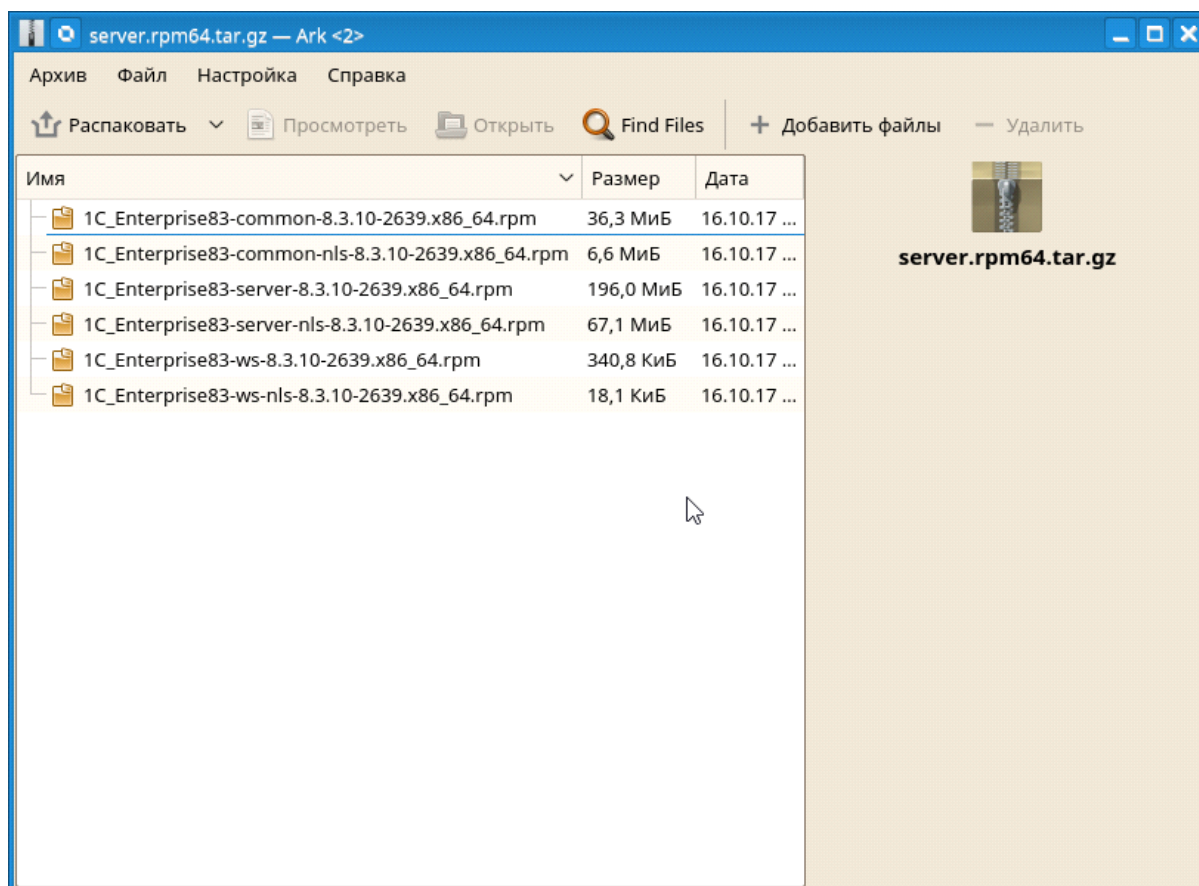 server.rpm64.tar.gz — Ark <2>
Архив Файл Настройка Справка
Распаковать Просмотреть Открыть Find Files Добавить файлы Удалить
Имя Размер Дата
1C_Enterprise83-common-8.3.10-2639.x86_64.rpm 36,3 МиБ 16.10.17 ...
1C_Enterprise83-common-nls-8.3.10-2639.x86_64.rpm 6,6 МиБ 16.10.17 ...
1C_Enterprise83-server-8.3.10-2639.x86_64.rpm 196,0 МиБ 16.10.17 ...
1C_Enterprise83-server-nls-8.3.10-2639.x86_64.rpm 67,1 МиБ 16.10.17 ...
1C_Enterprise83-ws-8.3.10-2639.x86_64.rpm 340,8 КиБ 16.10.17 ...
1C_Enterprise83-ws-nls-8.3.10-2639.x86_64.rpm 18,1 КиБ 16.10.17 ...
server.rpm64.tar.gz